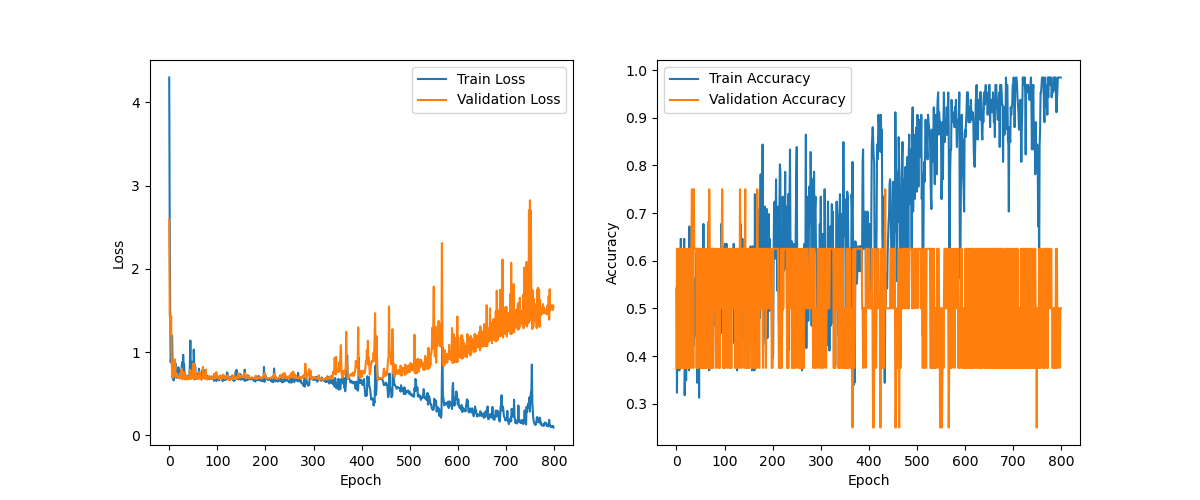 Train Loss
Validation Loss
4
3
2
1
0
Loss
0 100 200 300 400 500 600 700 800
Epoch
Train Accuracy
Validation Accuracy
1.0
0.9
0.8
0.7
0.6
0.5
0.4
0.3
Accuracy
0 100 200 300 400 500 600 700 800
Epoch